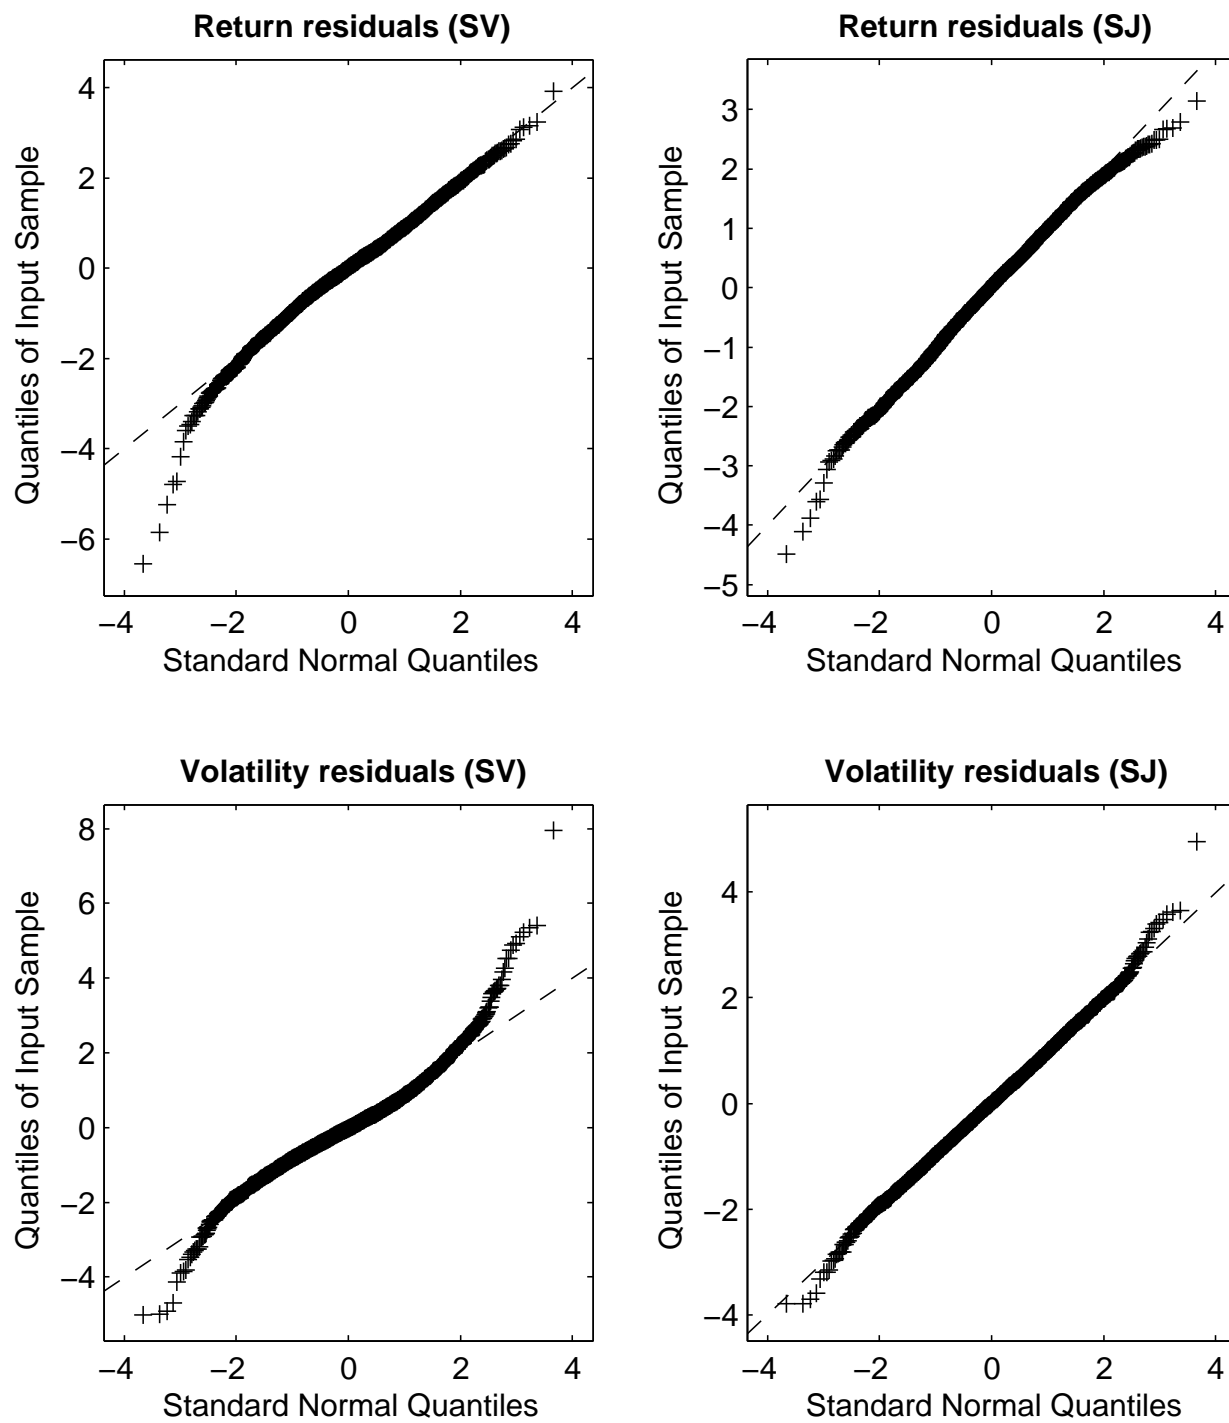 Return residuals (SV)
4
2
0
−2
−4
−6
Quantiles of Input Sample
−4 −2 0 2 4
Standard Normal Quantiles
Return residuals (SJ)
3
2
1
0
−1
−2
−3
−4
−5
Quantiles of Input Sample
−4 −2 0 2 4
Standard Normal Quantiles
Volatility residuals (SV)
8
6
4
2
0
−2
−4
Quantiles of Input Sample
−4 −2 0 2 4
Standard Normal Quantiles
Volatility residuals (SJ)
4
2
0
−2
−4
Quantiles of Input Sample
−4 −2 0 2 4
Standard Normal Quantiles